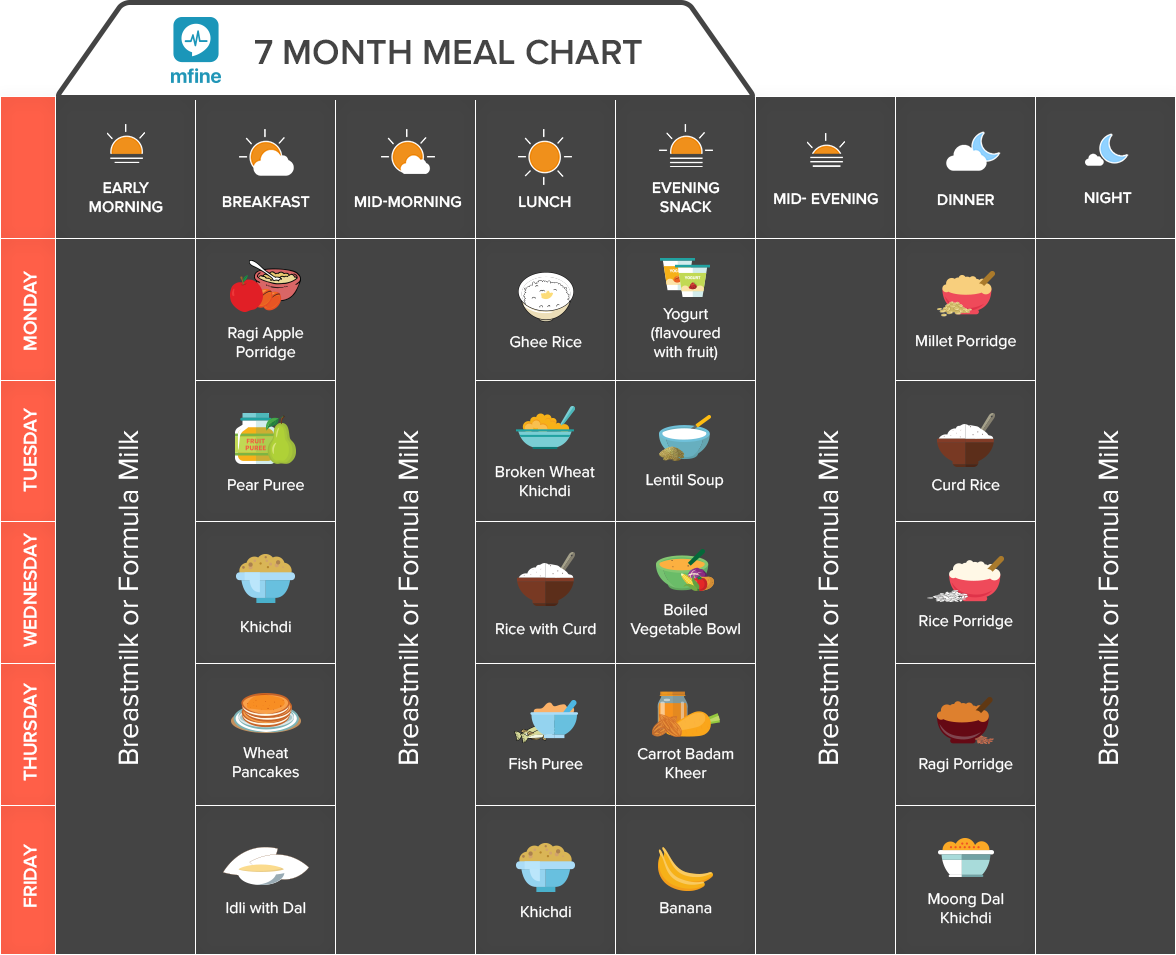 mfine
7 MONTH MEAL CHART
EARLY
MORNING
BREAKFAST
MID-MORNING
LUNCH
EVENING
SNACK
MID- EVENING
DINNER
NIGHT
MONDAY
Breastmilk or Formula Milk
Ragi Apple
Porridge
Breastmilk or Formula Milk
Ghee Rice
YOGURT
Yogurt
(flavoured
with fruit)
Breastmilk or Formula Milk
Millet Porridge
Breastmilk or Formula Milk
TUESDAY
FRUIT
PUREE
Pear Puree
Broken Wheat
Khichdi
Lentil Soup
Curd Rice
WEDNESDAY
Khichdi
Rice with Curd
Boiled
Vegetable Bowl
Rice Porridge
THURSDAY
Wheat
Pancakes
Fish Puree
Carrot Badam
Kheer
Ragi Porridge
FRIDAY
Idli with Dal
Khichdi
Banana
Moong Dal
Khichdi